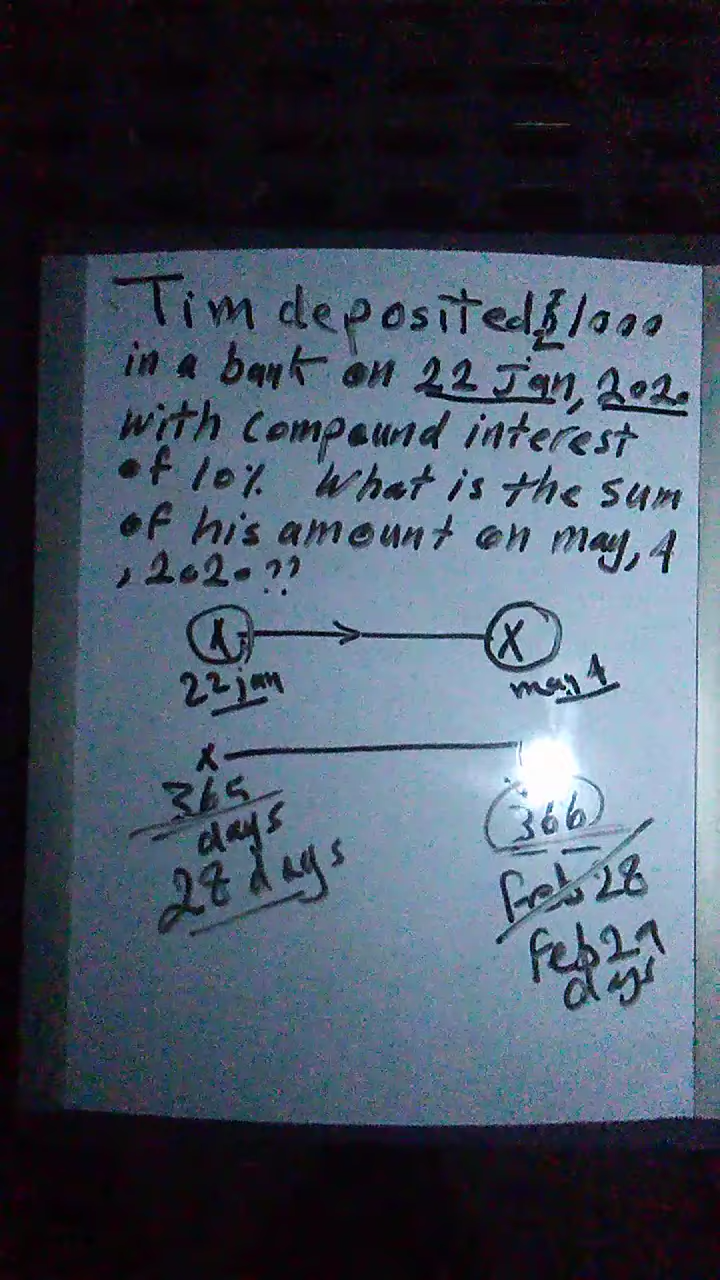 Tim deposited $1000
in a bank on 22 Jan, 2020
with compound interest
of 10% What is the sum
of his amount on may, 4
, 2020??
X X
22 jan may 4
x
365 366
days
28 days Feb 28
Feb 29
days